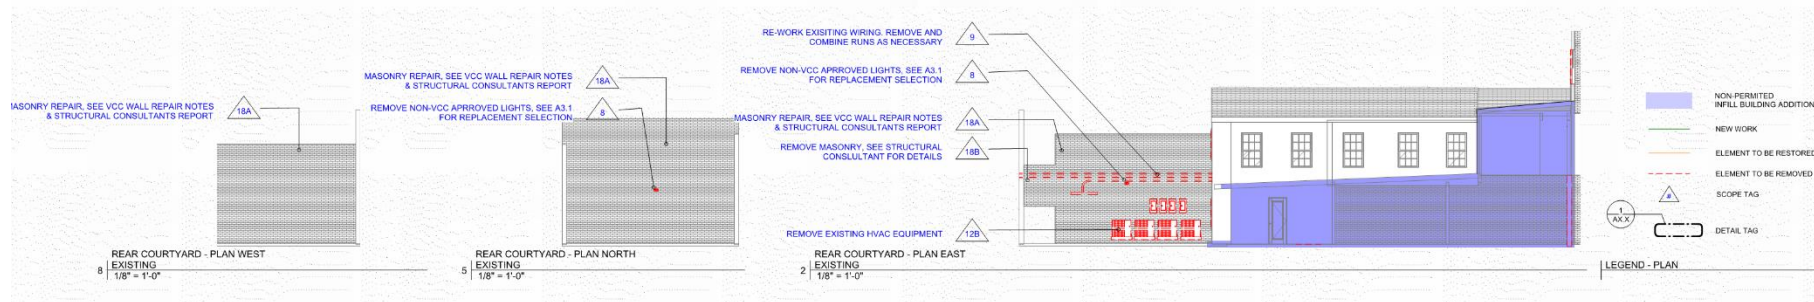 MASONRY REPAIR, SEE VCC WALL REPAIR NOTES
& STRUCTURAL CONSULTANTS REPORT
18A
REAR COURTYARD - PLAN WEST
8
EXISTING
1/8" = 1'-0"
MASONRY REPAIR, SEE VCC WALL REPAIR NOTES
& STRUCTURAL CONSULTANTS REPORT
18A
REMOVE NON-VCC APRROVED LIGHTS, SEE A3.1
FOR REPLACEMENT SELECTION
8
REAR COURTYARD - PLAN NORTH
5
EXISTING
1/8" = 1'-0"
RE-WORK EXISITING WIRING. REMOVE AND
COMBINE RUNS AS NECESSARY
9
REMOVE NON-VCC APRROVED LIGHTS, SEE A3.1
FOR REPLACEMENT SELECTION
8
MASONRY REPAIR, SEE VCC WALL REPAIR NOTES
& STRUCTURAL CONSULTANTS REPORT
18A
REMOVE MASONRY, SEE STRUCTURAL
CONSLULTANT FOR DETAILS
18B
REMOVE EXISTING HVAC EQUIPMENT
12B
REAR COURTYARD - PLAN EAST
2
EXISTING
1/8" = 1'-0"
NON-PERMITED
INFILL BUILDING ADDITION
NEW WORK
ELEMENT TO BE RESTORED
ELEMENT TO BE REMOVED
#
SCOPE TAG
1
AX.X
DETAIL TAG
LEGEND - PLAN